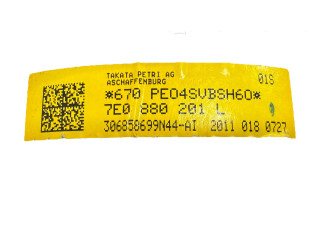 TAKATA PETRI AG 01S
ASCHAFFENBURG
*670 PE04SVBSH60*
7E0 880 201 L
306858699N44-AI 2011 018 0727